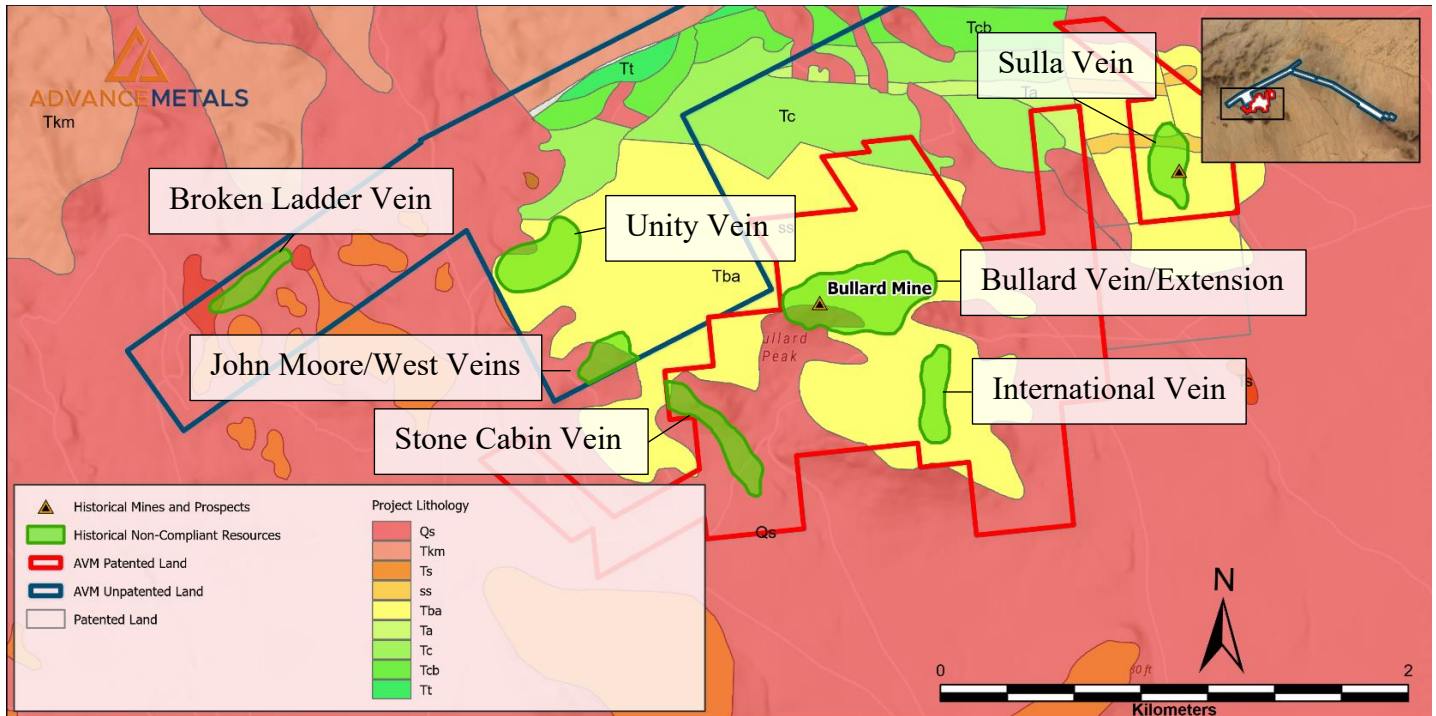 ADVANCEMETALS
Tkm
Tt
Tcb
Ta
Tc
Sulla Vein
Broken Ladder Vein
Unity Vein
ss
Tba
Bullard Mine
Bullard Vein/Extension
ullard
Peak
John Moore/West Veins
International Vein
Ts
Stone Cabin Vein
Qs
Historical Mines and Prospects
Historical Non-Compliant Resources
AVM Patented Land
AVM Unpatented Land
Patented Land
Project Lithology
Qs
Tkm
Ts
ss
Tba
Ta
Tc
Tcb
Tt
N
0 2
Kilometers